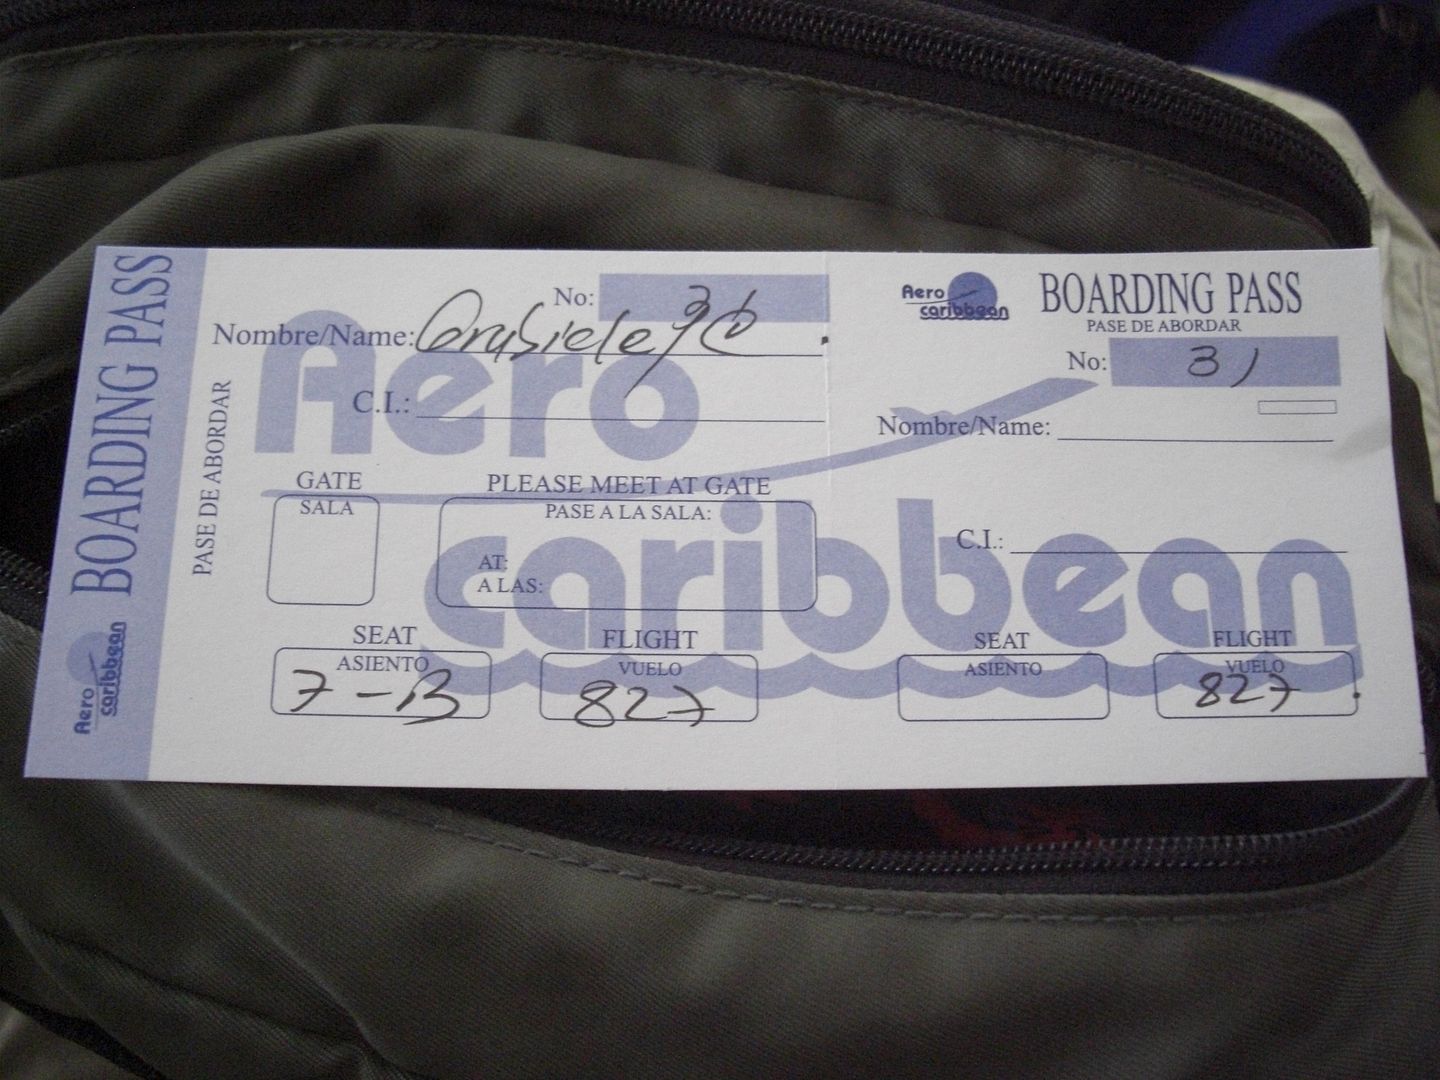 BOARDING PASS
PASE DE ABORDAR
Aero
caribbean
No:
Nombre/Name:
C.I.:
Aero
caribbean
GATE
SALA
PLEASE MEET AT GATE
PASE A LA SALA:
AT:
A LAS:
SEAT
ASIENTO
7-B
FLIGHT
VUELO
827
Aero
caribbean
BOARDING PASS
PASE DE ABORDAR
No:
Nombre/Name:
C.I.:
SEAT
ASIENTO
FLIGHT
VUELO
827